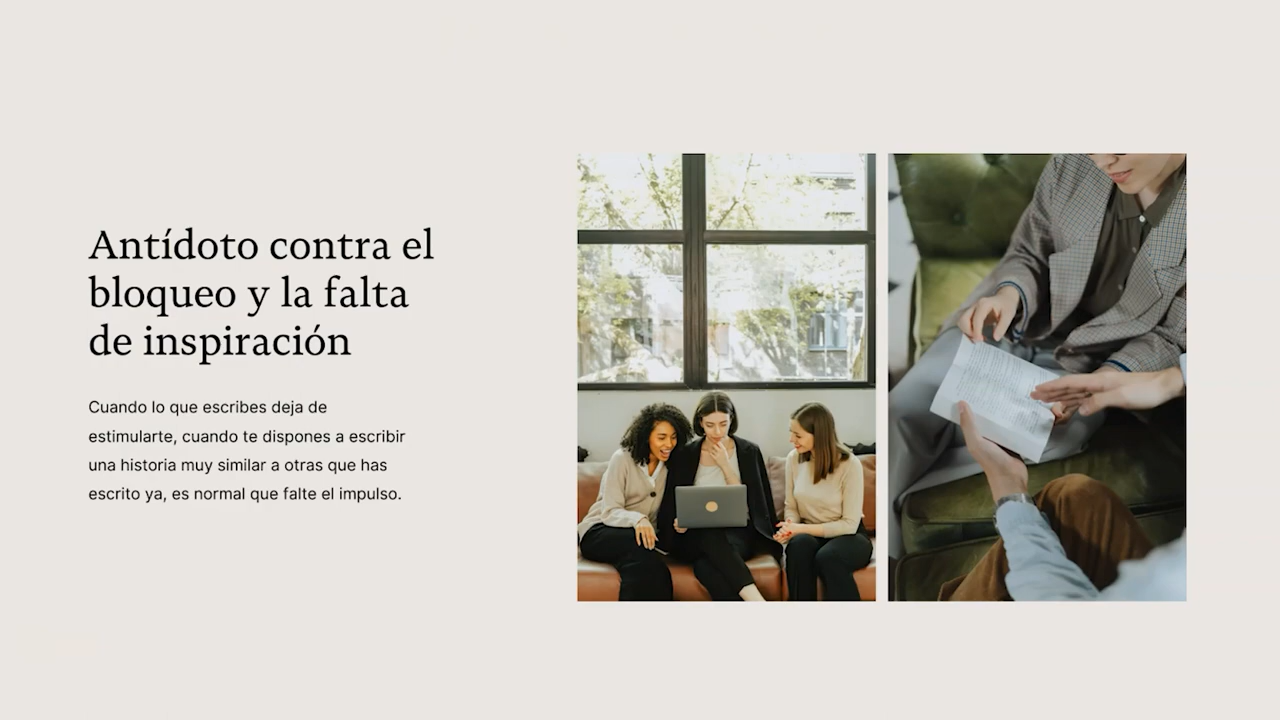 Antídoto contra el
bloqueo y la falta
de inspiración
Cuando lo que escribes deja de
estimularte, cuando te dispones a escribir
una historia muy similar a otras que has
escrito ya, es normal que falte el impulso.